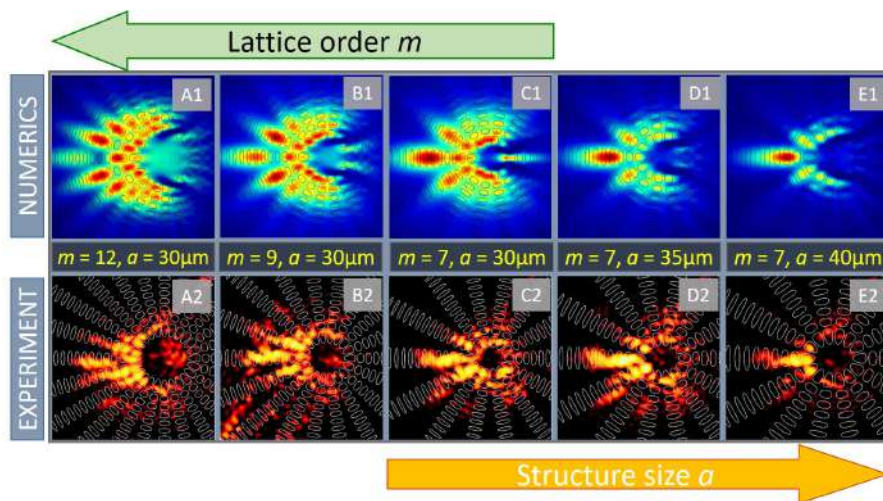 Lattice order m
NUMERICS
A1
B1
C1
D1
E1
m = 12, a = 30µm
m = 9, a = 30µm
m = 7, a = 30µm
m = 7, a = 35µm
m = 7, a = 40µm
EXPERIMENT
A2
B2
C2
D2
E2
Structure size a